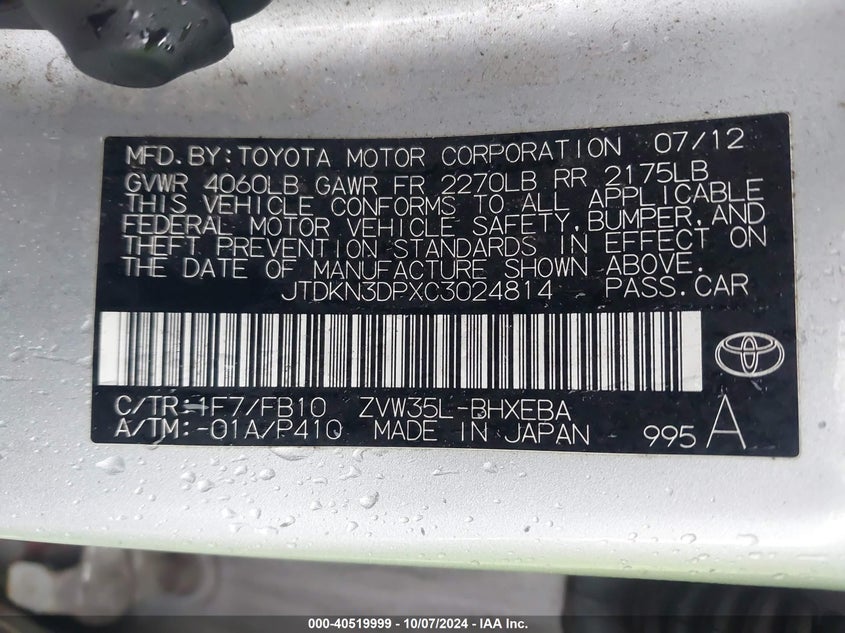 MFD. BY: TOYOTA MOTOR CORPORATION 07/12
GVWR 4060LB GAWR FR 2270LB RR 2175LB
THIS VEHICLE CONFORMS TO ALL APPLICABLE
FEDERAL MOTOR VEHICLE SAFETY, BUMPER, AND
THEFT PREVENTION STANDARDS IN EFFECT ON
THE DATE OF MANUFACTURE SHOWN ABOVE.
JTDKN3DPXC3024814 PASS. CAR
C/TR: 1F7/FB10 ZVW35L-BHXEBA
A/TM: -01A/P410 MADE IN JAPAN 995 A
000-40519999 - 10/07/2024 - IAA Inc.